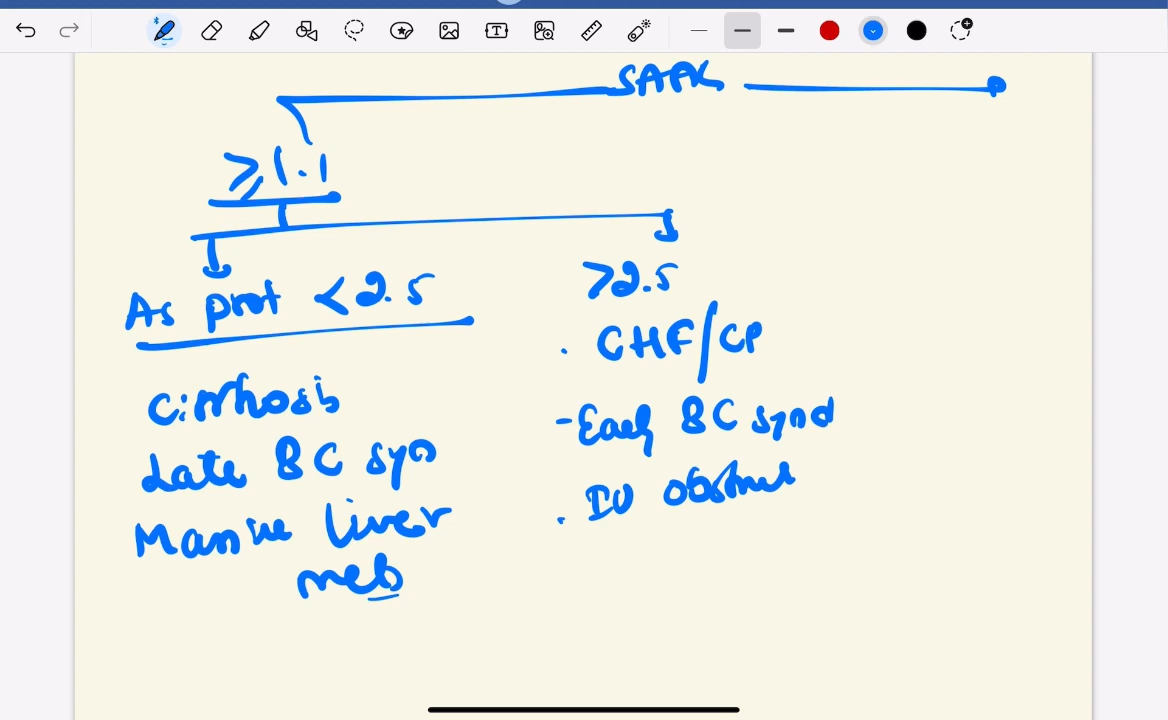 SAAG
≥1.1
As prot <2.5
>2.5
. CHF/CP
Cirrhosis
- Early BC synd
Late BC syn
. IVC obstruct
Massive liver
mets